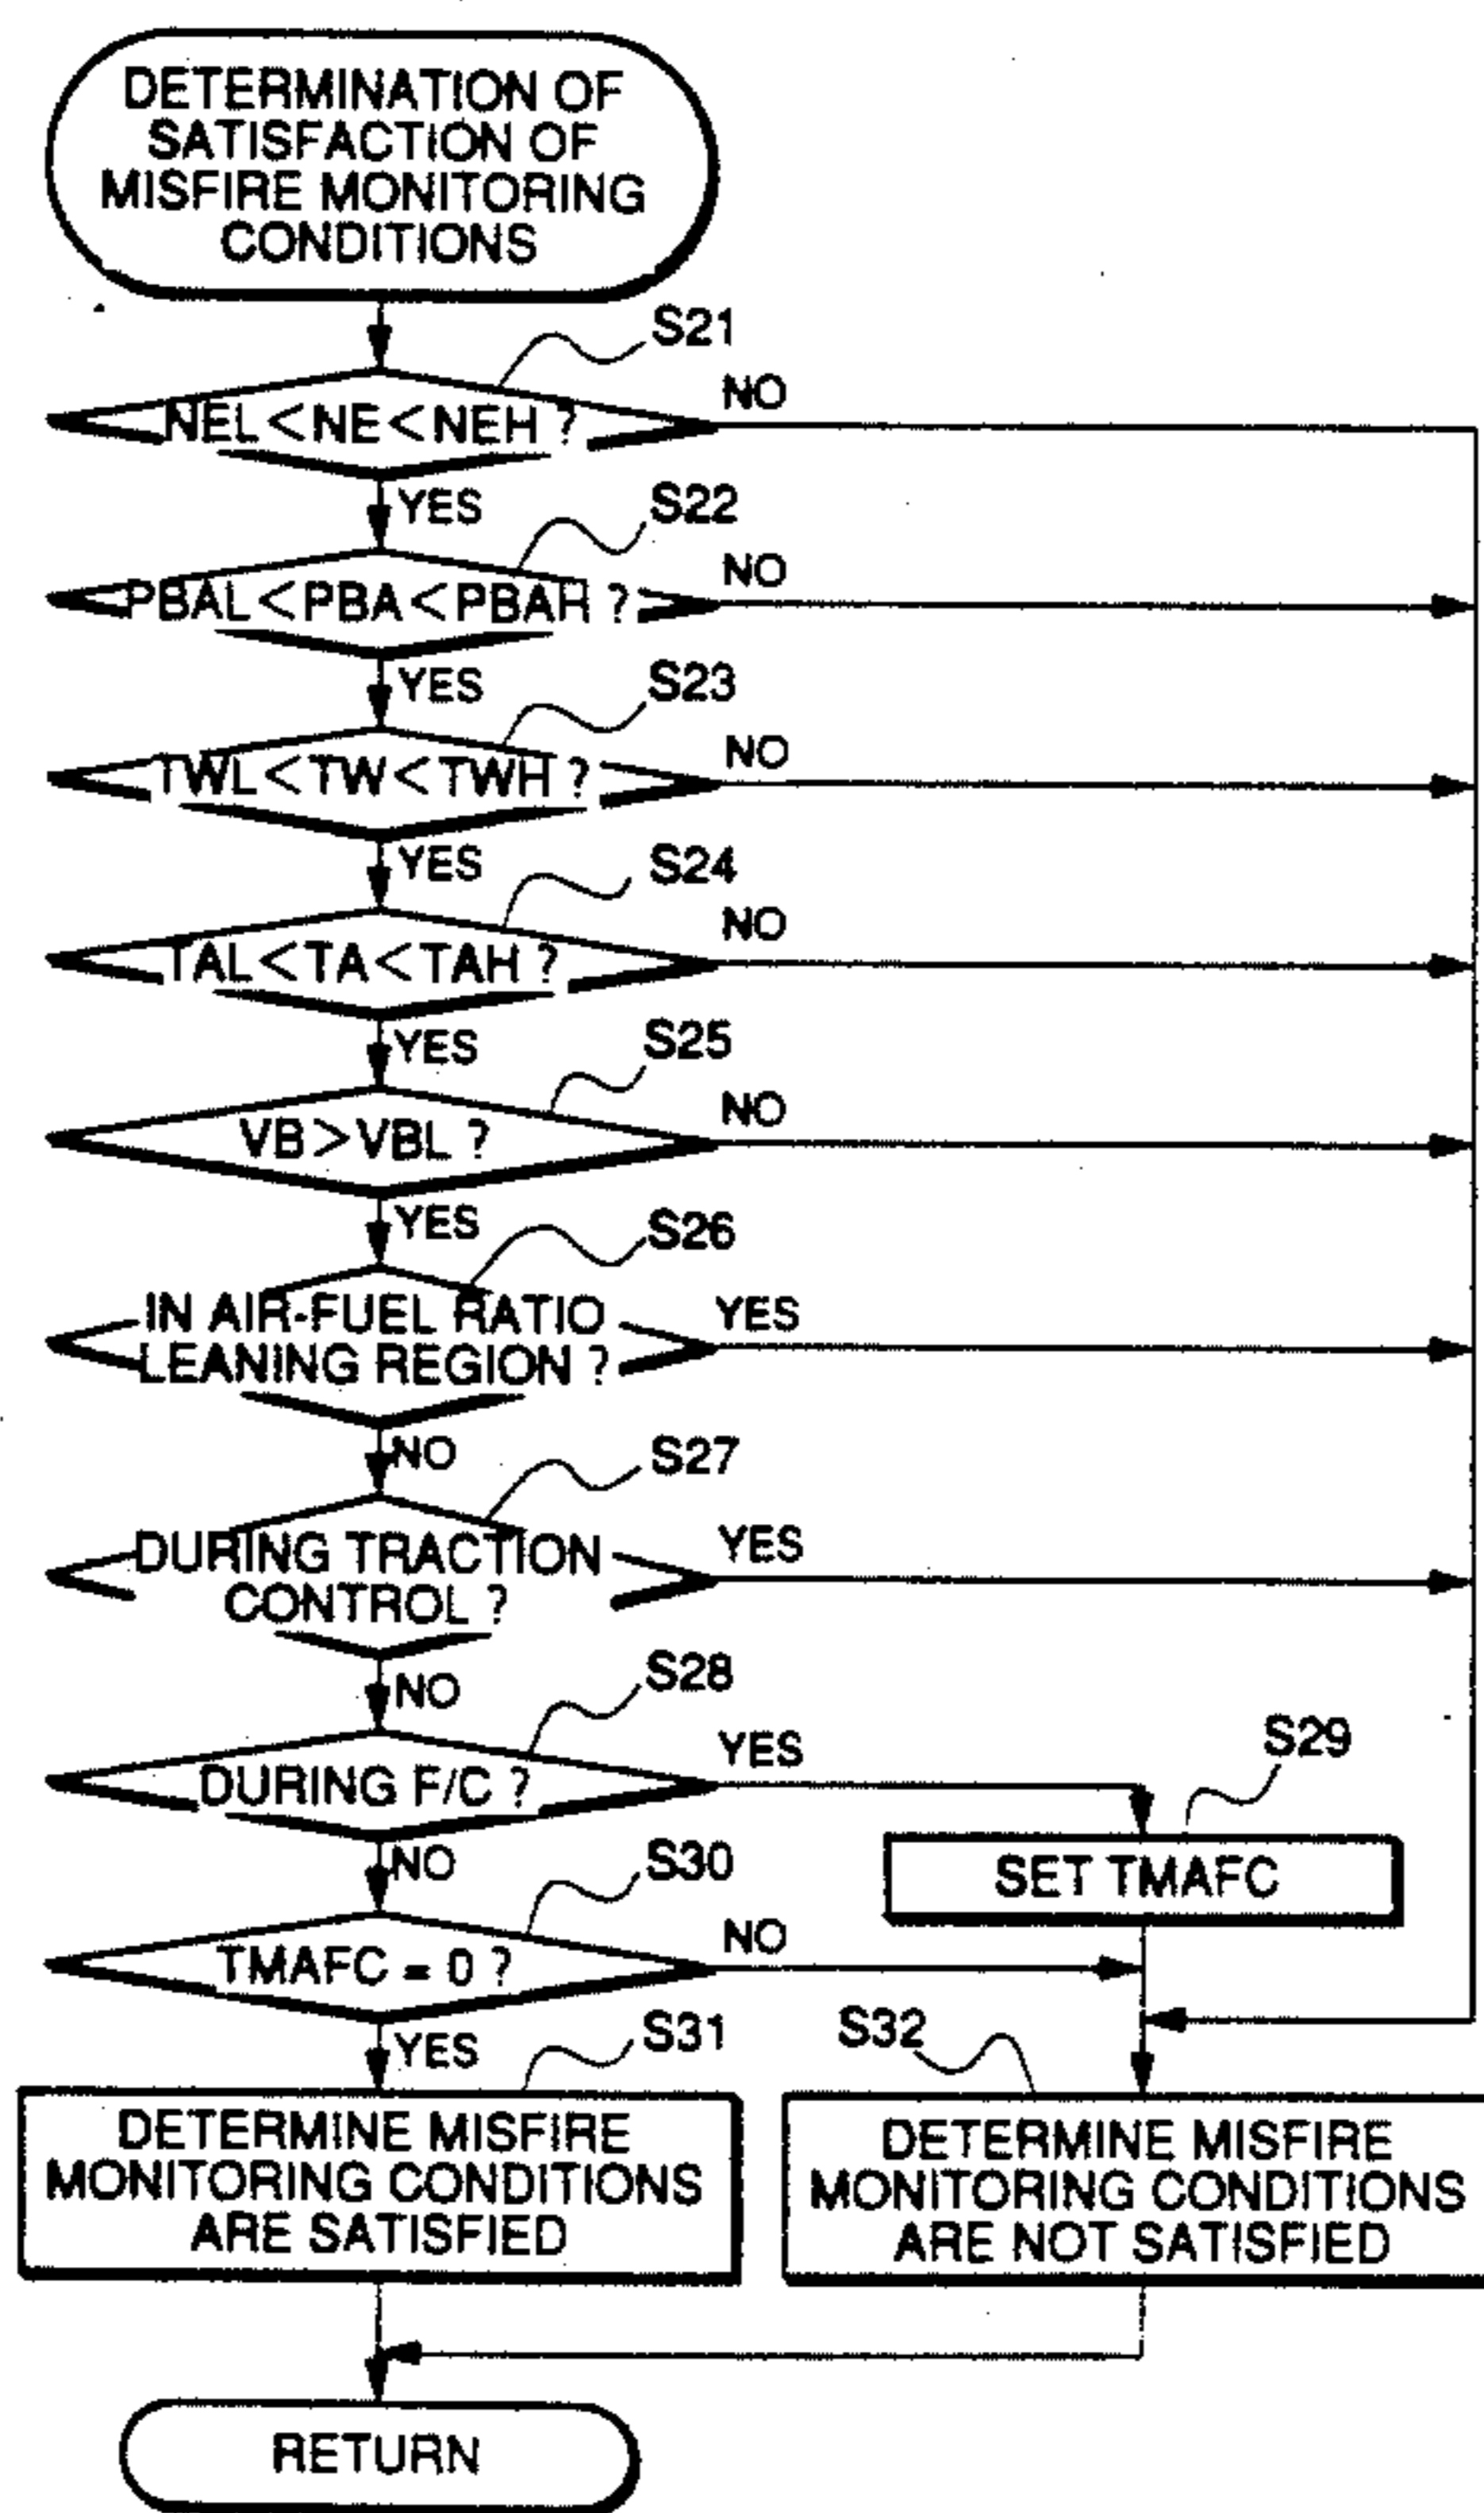 DETERMINATION OF
SATISFACTION OF
MISFIRE MONITORING
CONDITIONS
S21
NEL<NE<NEH ?
NO
YES
S22
PBAL<PBA<PBAH ?
NO
YES
S23
TWL<TW<TWH ?
NO
YES
S24
TAL<TA<TAH ?
NO
YES
S25
VB>VBL ?
NO
YES
S26
IN AIR-FUEL RATIO
LEANING REGION ?
YES
NO
S27
DURING TRACTION
CONTROL ?
YES
NO
S28
DURING F/C ?
YES
S29
SET TMAFC
NO
S30
TMAFC = 0 ?
NO
YES
S31
DETERMINE MISFIRE
MONITORING CONDITIONS
ARE SATISFIED
S32
DETERMINE MISFIRE
MONITORING CONDITIONS
ARE NOT SATISFIED
RETURN